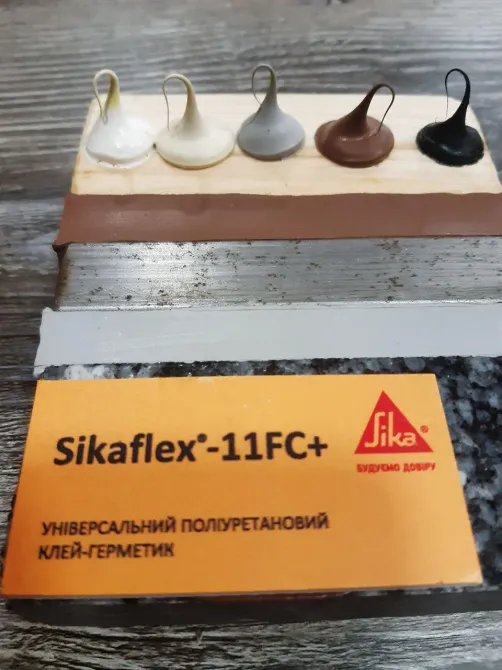 Sikaflex®-11FC+
Sika®
БУДУЄМО ДОВІРУ
УНІВЕРСАЛЬНИЙ ПОЛІУРЕТАНОВИЙ
КЛЕЙ-ГЕРМЕТИК